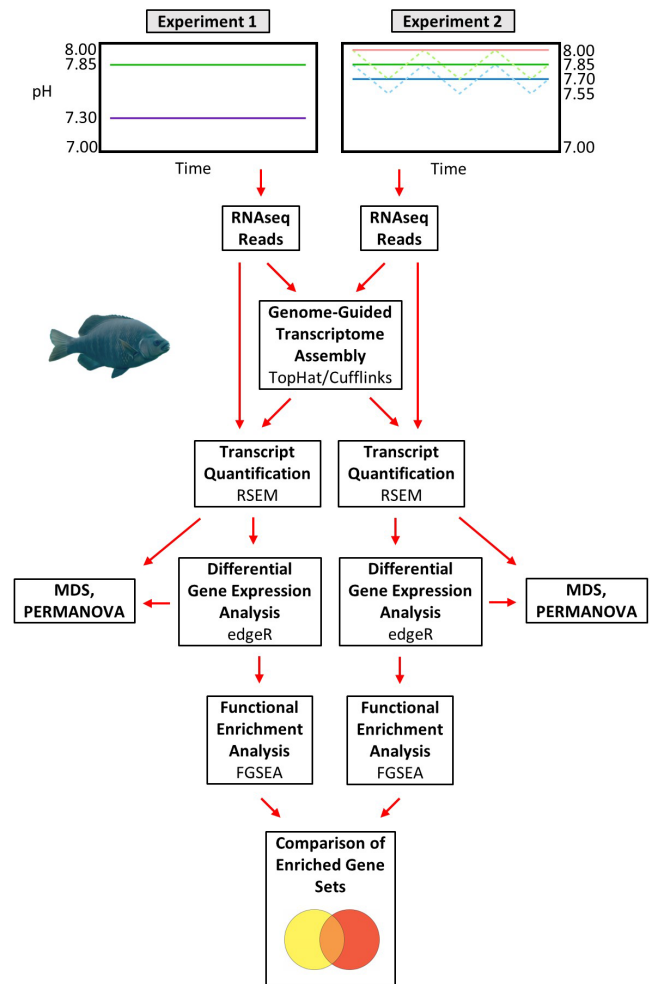 Experiment 1
Experiment 2
8.00
7.85
pH
7.30
7.00
Time
8.00
7.85
7.70
7.55
7.00
Time
RNAseq
Reads
RNAseq
Reads
Genome-Guided
Transcriptome
Assembly
TopHat/Cufflinks
Transcript
Quantification
RSEM
Transcript
Quantification
RSEM
MDS,
PERMANOVA
Differential
Gene Expression
Analysis
edgeR
Differential
Gene Expression
Analysis
edgeR
MDS,
PERMANOVA
Functional
Enrichment
Analysis
FGSEA
Functional
Enrichment
Analysis
FGSEA
Comparison of
Enriched Gene
Sets